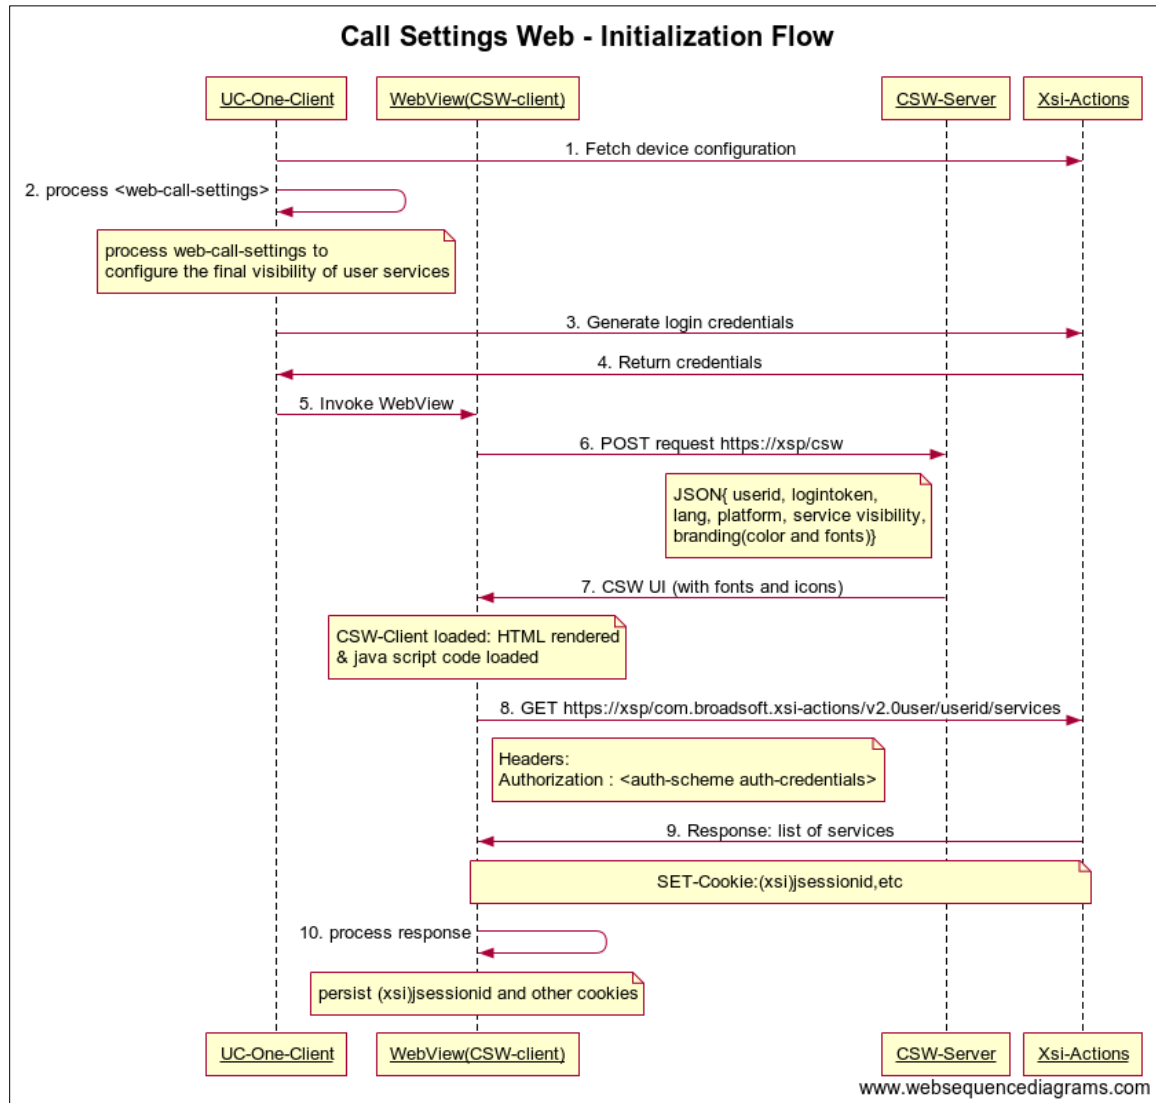 Call Settings Web - Initialization Flow
UC-One-Client
WebView(CSW-client)
CSW-Server
Xsi-Actions
1. Fetch device configuration
2. process <web-call-settings>
process web-call-settings to
configure the final visibility of user services
3. Generate login credentials
4. Return credentials
5. Invoke WebView
6. POST request https://xsp/csw
JSON{ userid, logintoken,
lang, platform, service visibility,
branding(color and fonts)}
7. CSW UI (with fonts and icons)
CSW-Client loaded: HTML rendered
& java script code loaded
8. GET https://xsp/com.broadsoft.xsi-actions/v2.0user/userid/services
Headers:
Authorization : <auth-scheme auth-credentials>
9. Response: list of services
SET-Cookie:(xsi)jsessionid,etc
10. process response
persist (xsi)jsessionid and other cookies
UC-One-Client
WebView(CSW-client)
CSW-Server
Xsi-Actions
www.websequencediagrams.com